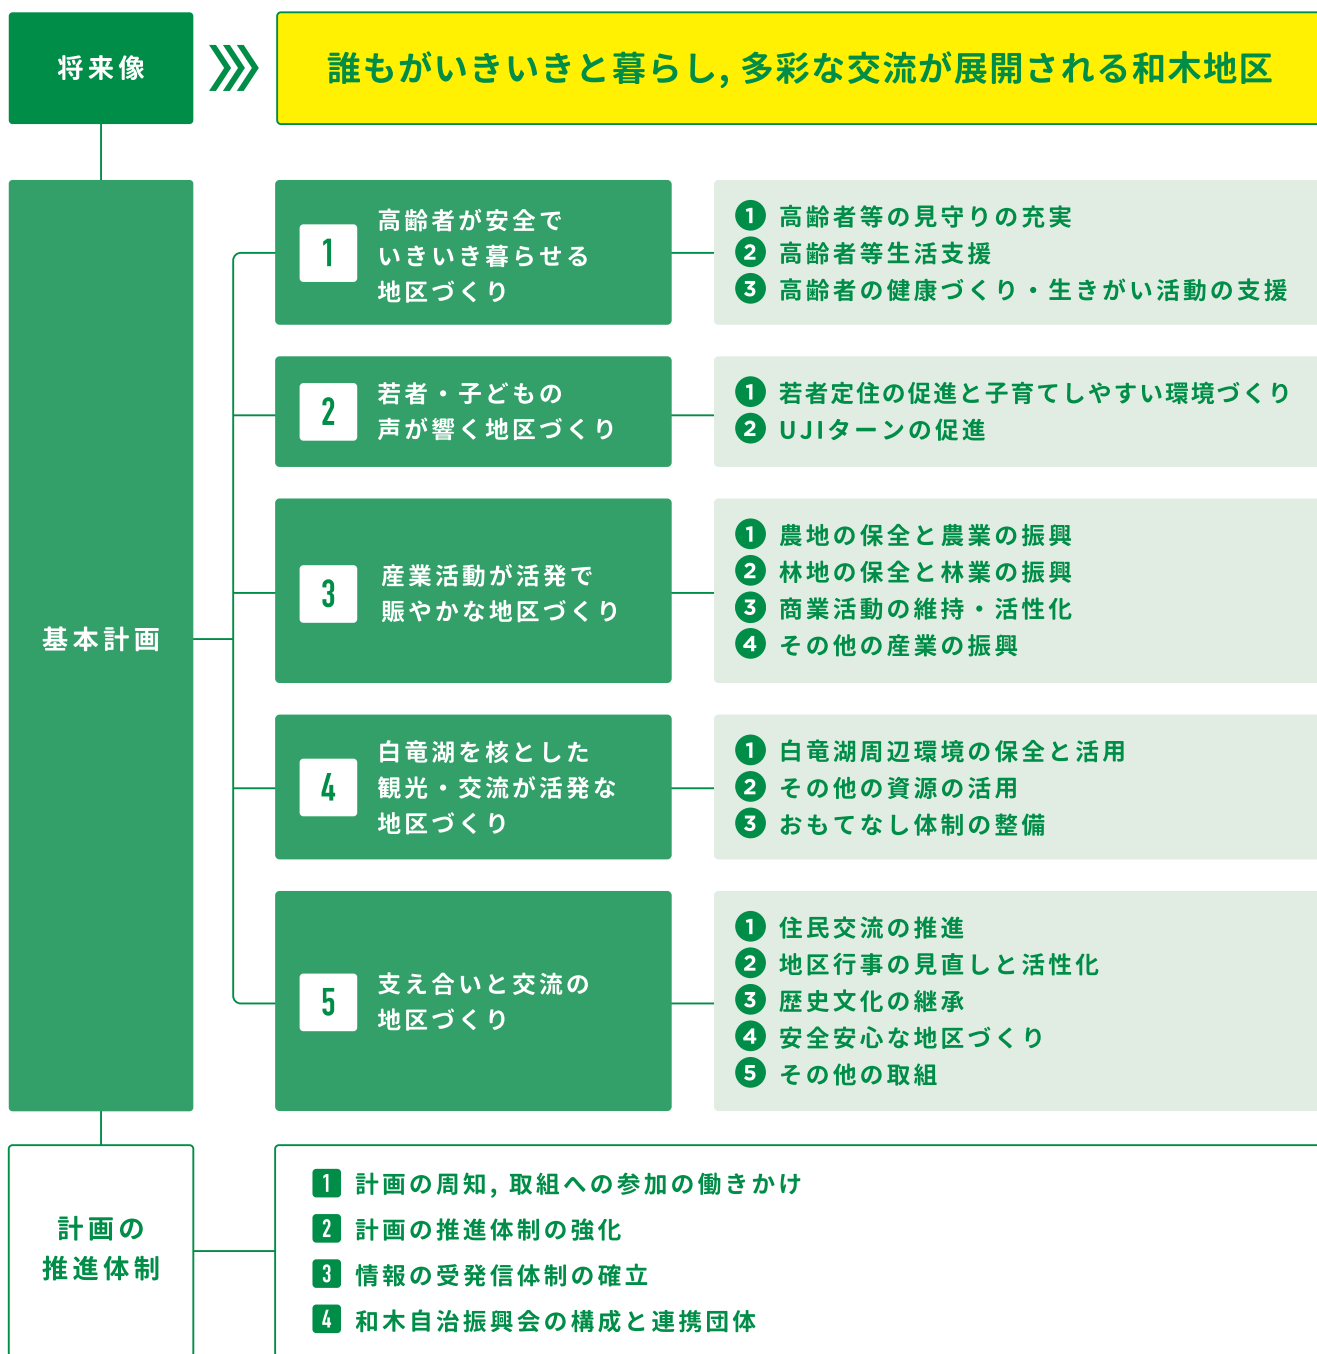 将来像
誰もがいきいきと暮らし, 多彩な交流が展開される和木地区
基本計画
1
高齢者が安全で
いきいき暮らせる
地区づくり
1 高齢者等の見守りの充実
2 高齢者等生活支援
3 高齢者の健康づくり・生きがい活動の支援
2
若者・子どもの
声が響く地区づくり
1 若者定住の促進と子育てしやすい環境づくり
2 UJIターンの促進
3
産業活動が活発で
賑やかな地区づくり
1 農地の保全と農業の振興
2 林地の保全と林業の振興
3 商業活動の維持・活性化
4 その他の産業の振興
4
白竜湖を核とした
観光・交流が活発な
地区づくり
1 白竜湖周辺環境の保全と活用
2 その他の資源の活用
3 おもてなし体制の整備
5
支え合いと交流の
地区づくり
1 住民交流の推進
2 地区行事の見直しと活性化
3 歴史文化の継承
4 安全安心な地区づくり
5 その他の取組
計画の
推進体制
1 計画の周知, 取組への参加の働きかけ
2 計画の推進体制の強化
3 情報の受発信体制の確立
4 和木自治振興会の構成と連携団体